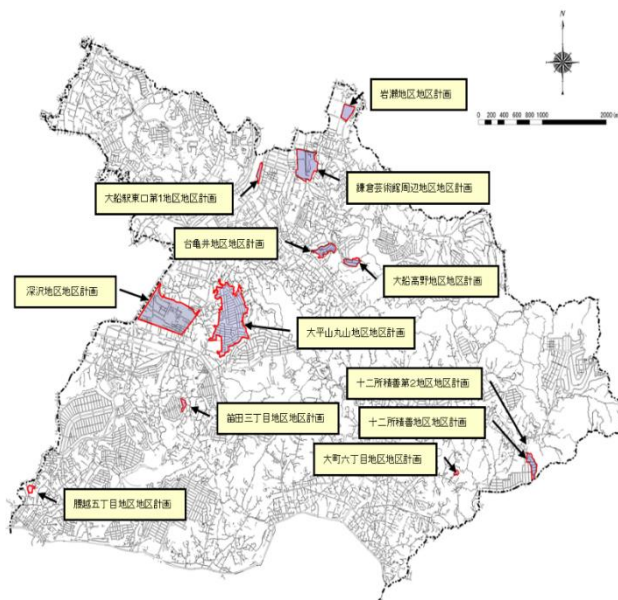 N
岩瀬地区地区計画
0 200 400 600 800 1000 2000 (m)
鎌倉芸術館周辺地区地区計画
大船駅東口第1地区地区計画
台亀井地区地区計画
大船高野地区地区計画
深沢地区地区計画
大平山丸山地区地区計画
十二所積善第2地区地区計画
笛田三丁目地区地区計画
十二所積善地区地区計画
大町六丁目地区地区計画
腰越五丁目地区地区計画